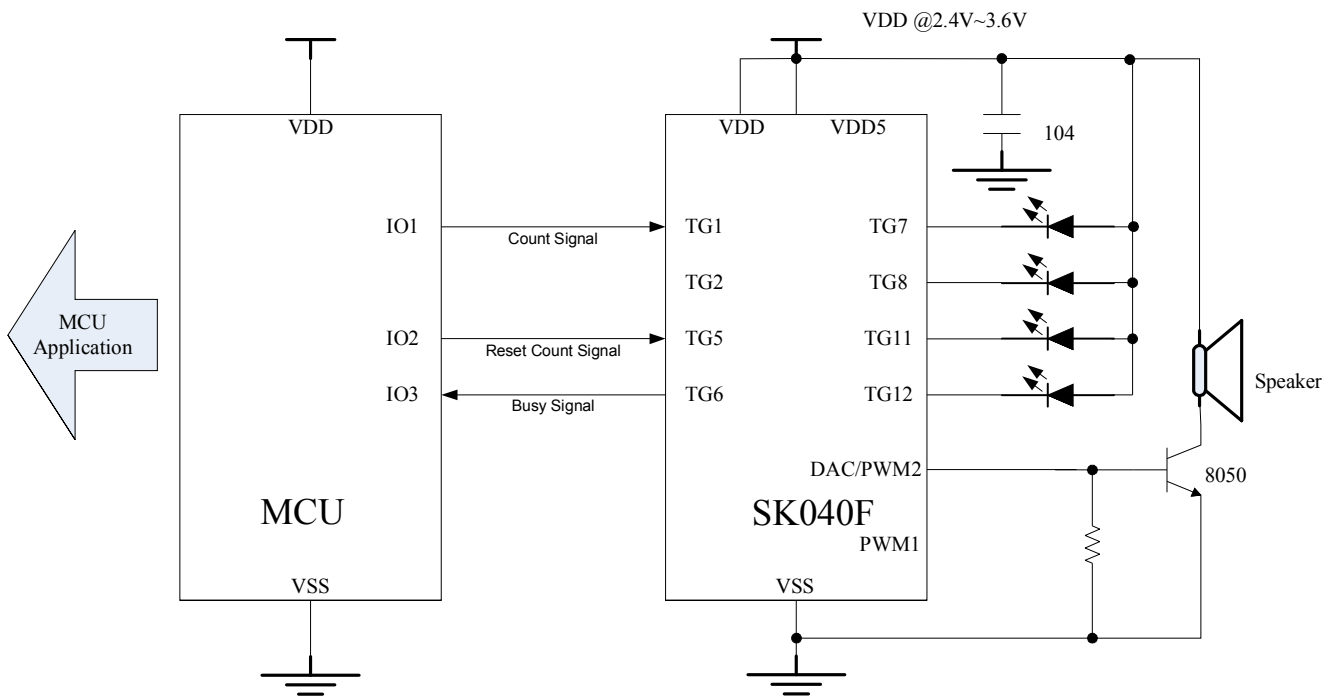 VDD @2.4V~3.6V
VDD
VDD
VDD5
104
IO1
Count Signal
TG1
TG7
TG2
TG8
MCU
Application
IO2
Reset Count Signal
TG5
TG11
IO3
Busy Signal
TG6
TG12
Speaker
DAC/PWM2
8050
MCU
SK040F
PWM1
VSS
VSS